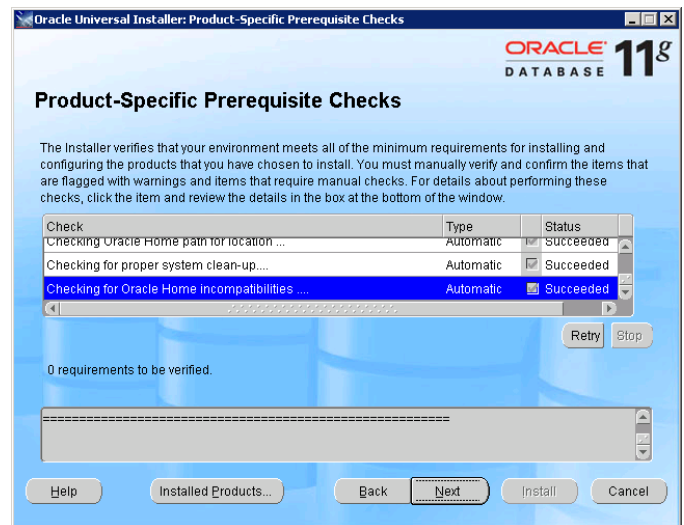 Oracle Universal Installer: Product-Specific Prerequisite Checks
ORACLE
DATABASE 11g
Product-Specific Prerequisite Checks
The Installer verifies that your environment meets all of the minimum requirements for installing and
configuring the products that you have chosen to install. You must manually verify and confirm the items that
are flagged with warnings and items that require manual checks. For details about performing these
checks, click the item and review the details in the box at the bottom of the window.
Check Type Status
Checking Oracle Home path for location ... Automatic Succeeded
Checking for proper system clean-up.... Automatic Succeeded
Checking for Oracle Home incompatibilities .... Automatic Succeeded
Retry Stop
0 requirements to be verified.
========================================================
Help Installed Products... Back Next Install Cancel